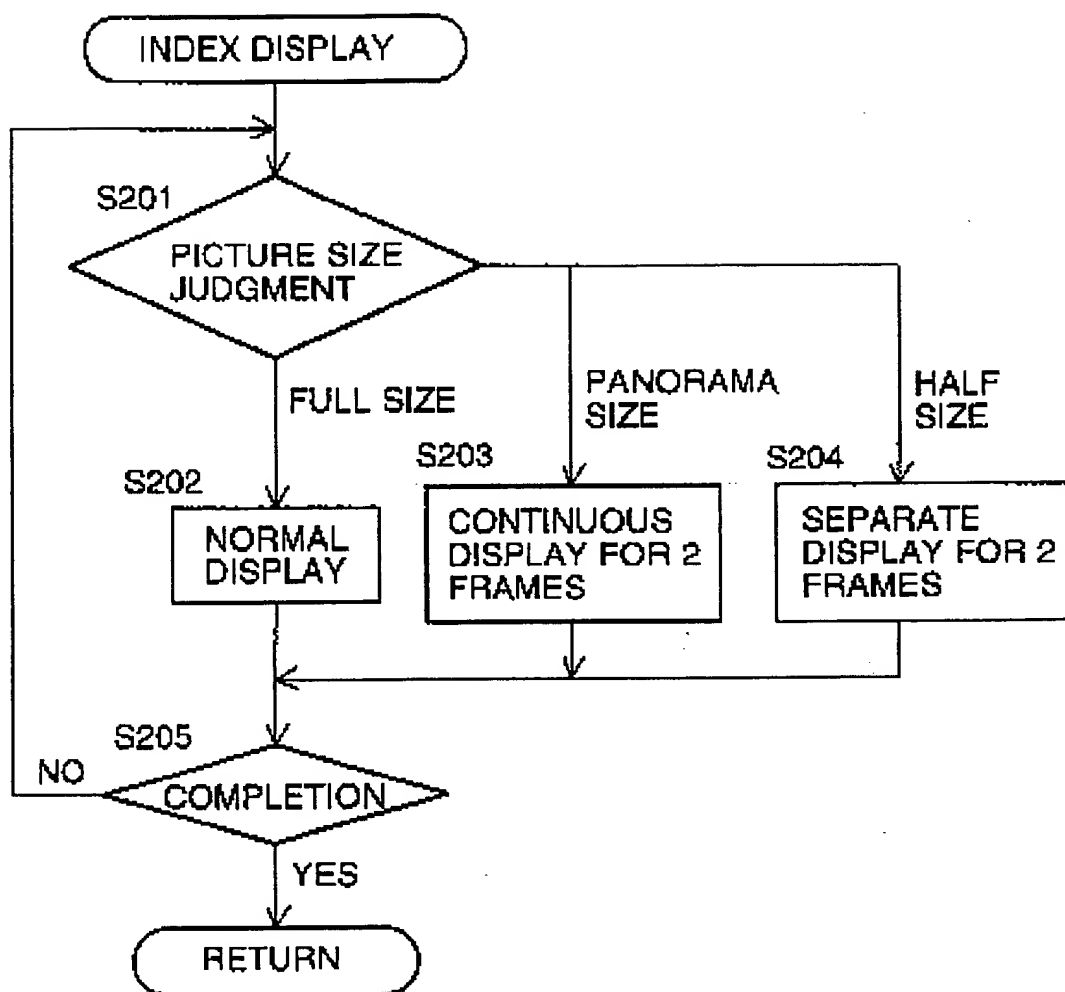 INDEX DISPLAY
S201
PICTURE SIZE
JUDGMENT
FULL SIZE
PANORAMA
SIZE
HALF
SIZE
S202
NORMAL
DISPLAY
S203
CONTINUOUS
DISPLAY FOR 2
FRAMES
S204
SEPARATE
DISPLAY FOR 2
FRAMES
S205
NO
COMPLETION
YES
RETURN